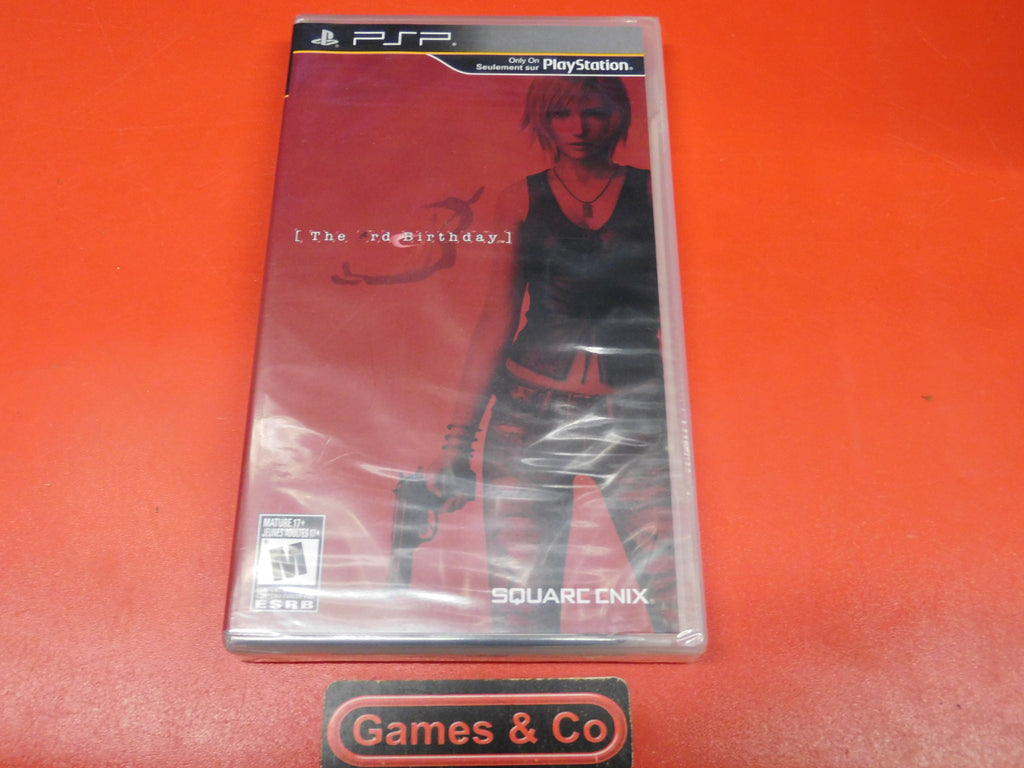 PSP
Only On
Seulement sur PlayStation
[ The 3rd Birthday ]
MATURE 17+
JEUNES ADULTES 17+
M
ESRB
SQUARE ENIX
Games & Co